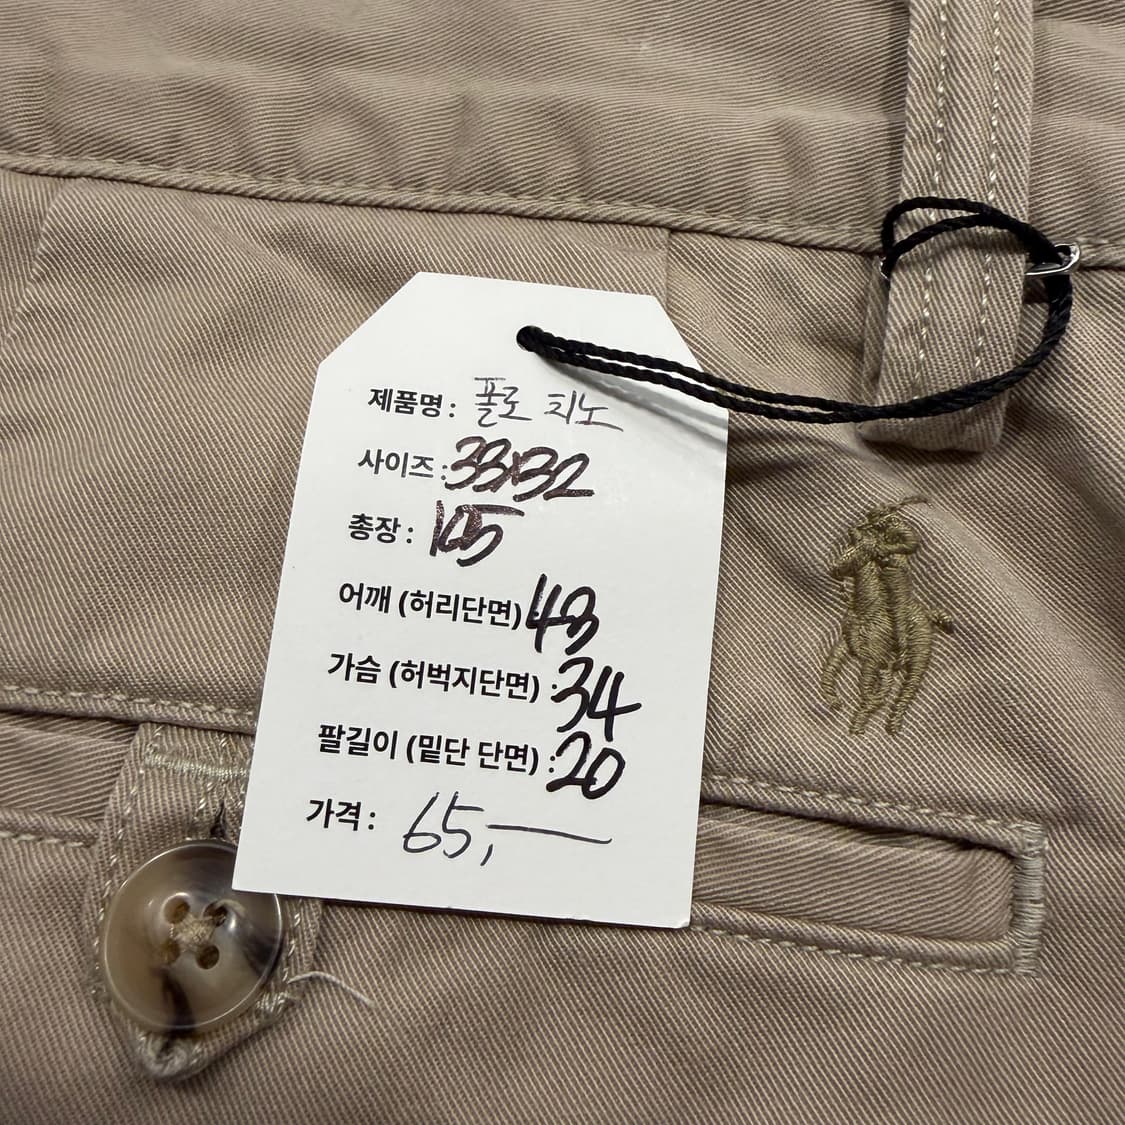 제품명 : 폴로 치노
사이즈 : 33x32
총장 : 105
어깨 (허리단면) : 43
가슴 (허벅지단면) : 34
팔길이 (밑단 단면) : 20
가격 : 65,—